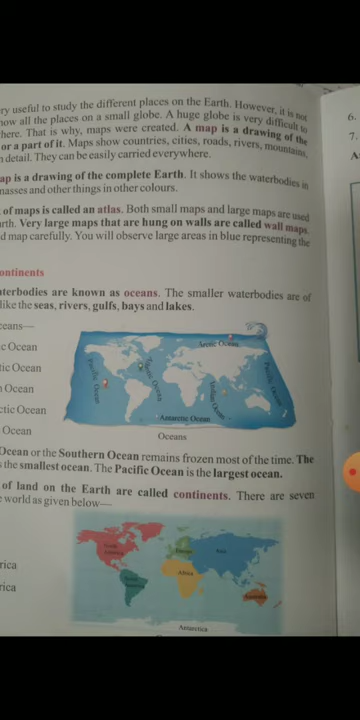 ry useful to study the different places on the Earth. However, it is not
how all the places on a small globe. A huge globe is very difficult to
here. That is why, maps were created. A map is a drawing of the
or a part of it. Maps show countries, cities, roads, rivers, mountains,
n detail. They can be easily carried everywhere.
ap is a drawing of the complete Earth. It shows the waterbodies in
masses and other things in other colours.
of maps is called an atlas. Both small maps and large maps are used
rth. Very large maps that are hung on walls are called wall maps.
d map carefully. You will observe large areas in blue representing the
ontinents
aterbodies are known as oceans. The smaller waterbodies are of
like the seas, rivers, gulfs, bays and lakes.
ceans—
c Ocean
tic Ocean
n Ocean
ctic Ocean
Ocean
Arctic Ocean
Pacific Ocean
Atlantic Ocean
Indian Ocean
Pacific Ocean
Antarctic Ocean
Oceans
Ocean or the Southern Ocean remains frozen most of the time. The
s the smallest ocean. The Pacific Ocean is the largest ocean.
of land on the Earth are called continents. There are seven
e world as given below—
North
America
Europe
Asia
Africa
South
America
Australia
Antarctica
rica
rica
6.
7.
A